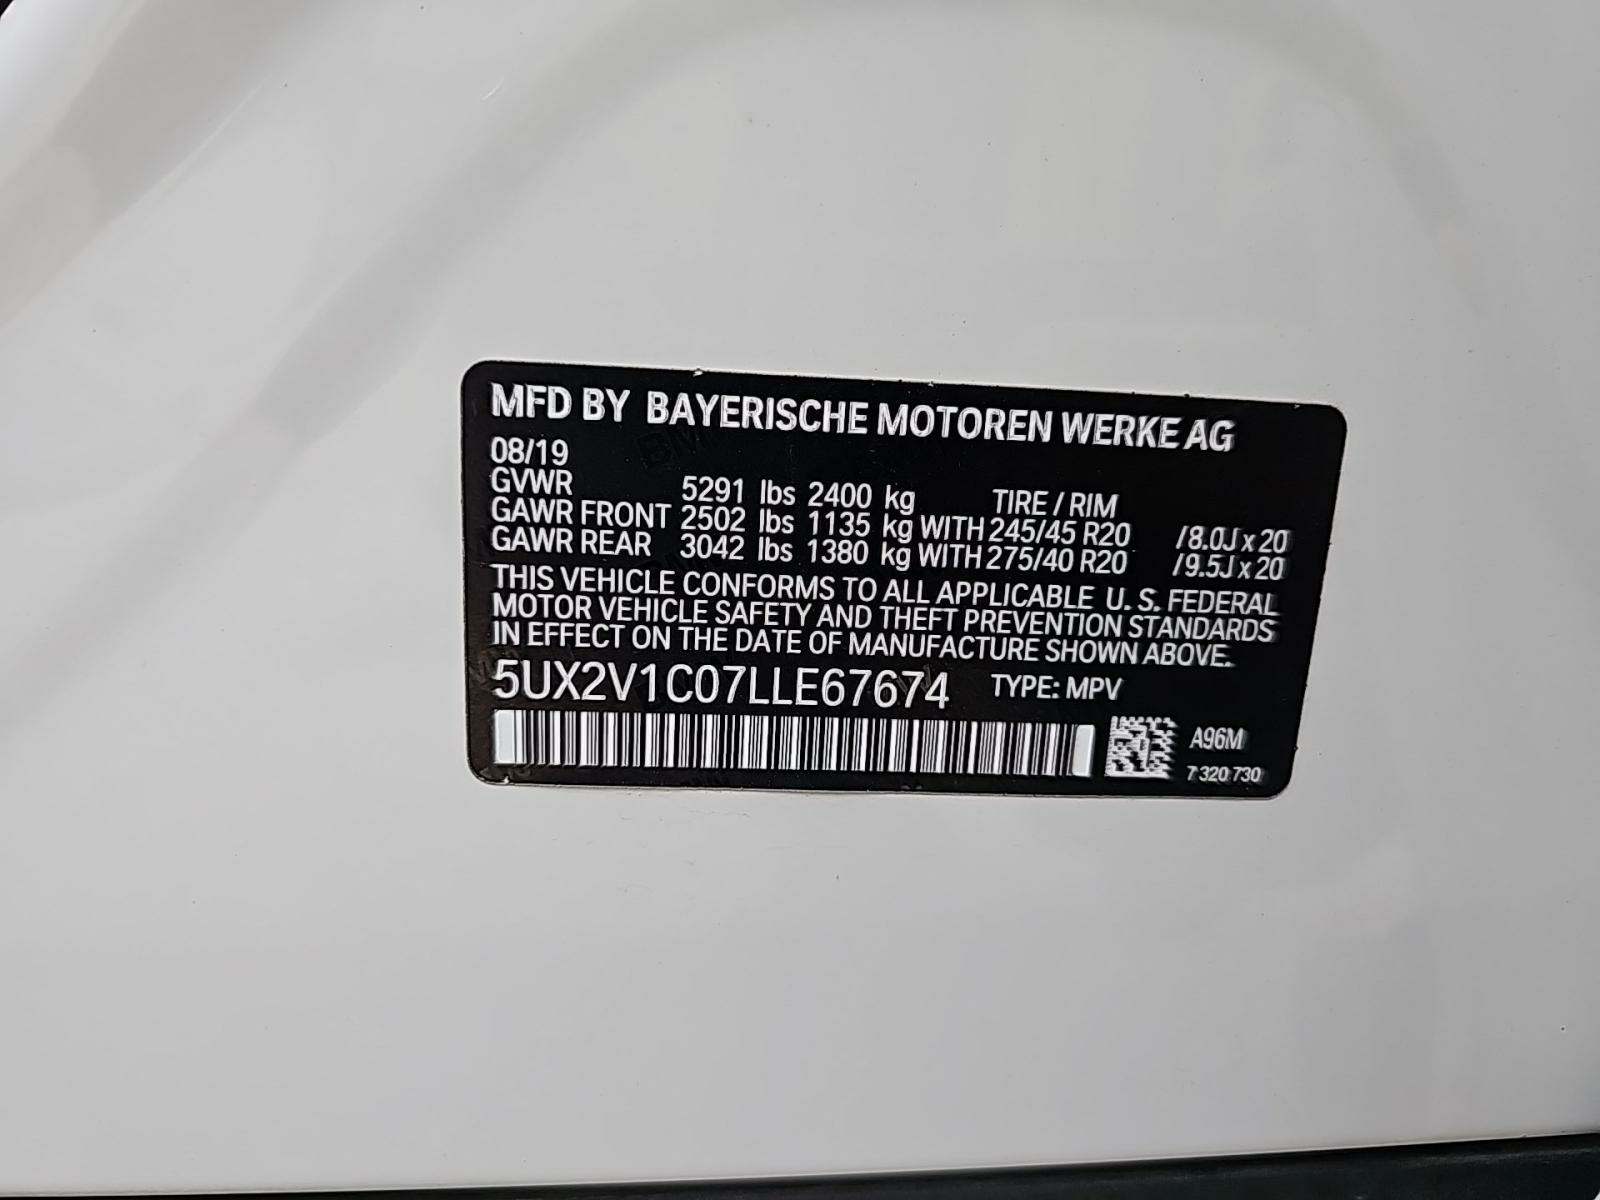 MFD BY BAYERISCHE MOTOREN WERKE AG
08/19
GVWR 5291 lbs 2400 kg TIRE / RIM
GAWR FRONT 2502 lbs 1135 kg WITH 245/45 R20 /8.0J x 20
GAWR REAR 3042 lbs 1380 kg WITH 275/40 R20 /9.5J x 20
THIS VEHICLE CONFORMS TO ALL APPLICABLE U. S. FEDERAL
MOTOR VEHICLE SAFETY AND THEFT PREVENTION STANDARDS
IN EFFECT ON THE DATE OF MANUFACTURE SHOWN ABOVE.
5UX2V1C07LLE67674 TYPE: MPV
A96M
7 320 730